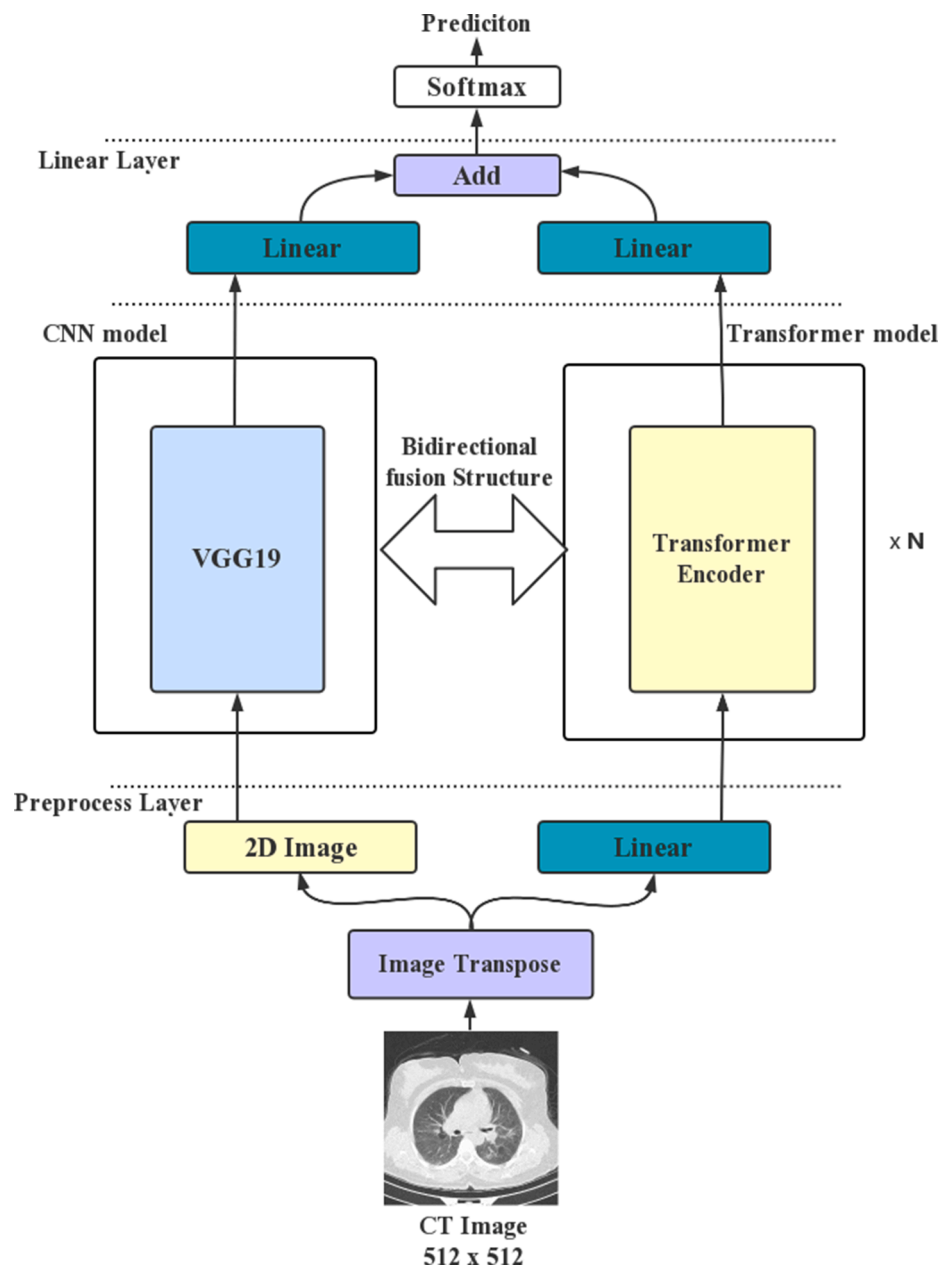 Prediciton
Softmax
Linear Layer
Add
Linear
Linear
CNN model
Transformer model
Bidirectional
fusion Structure
VGG19
Transformer
Encoder
x N
Preprocess Layer
2D Image
Linear
Image Transpose
CT Image
512 x 512